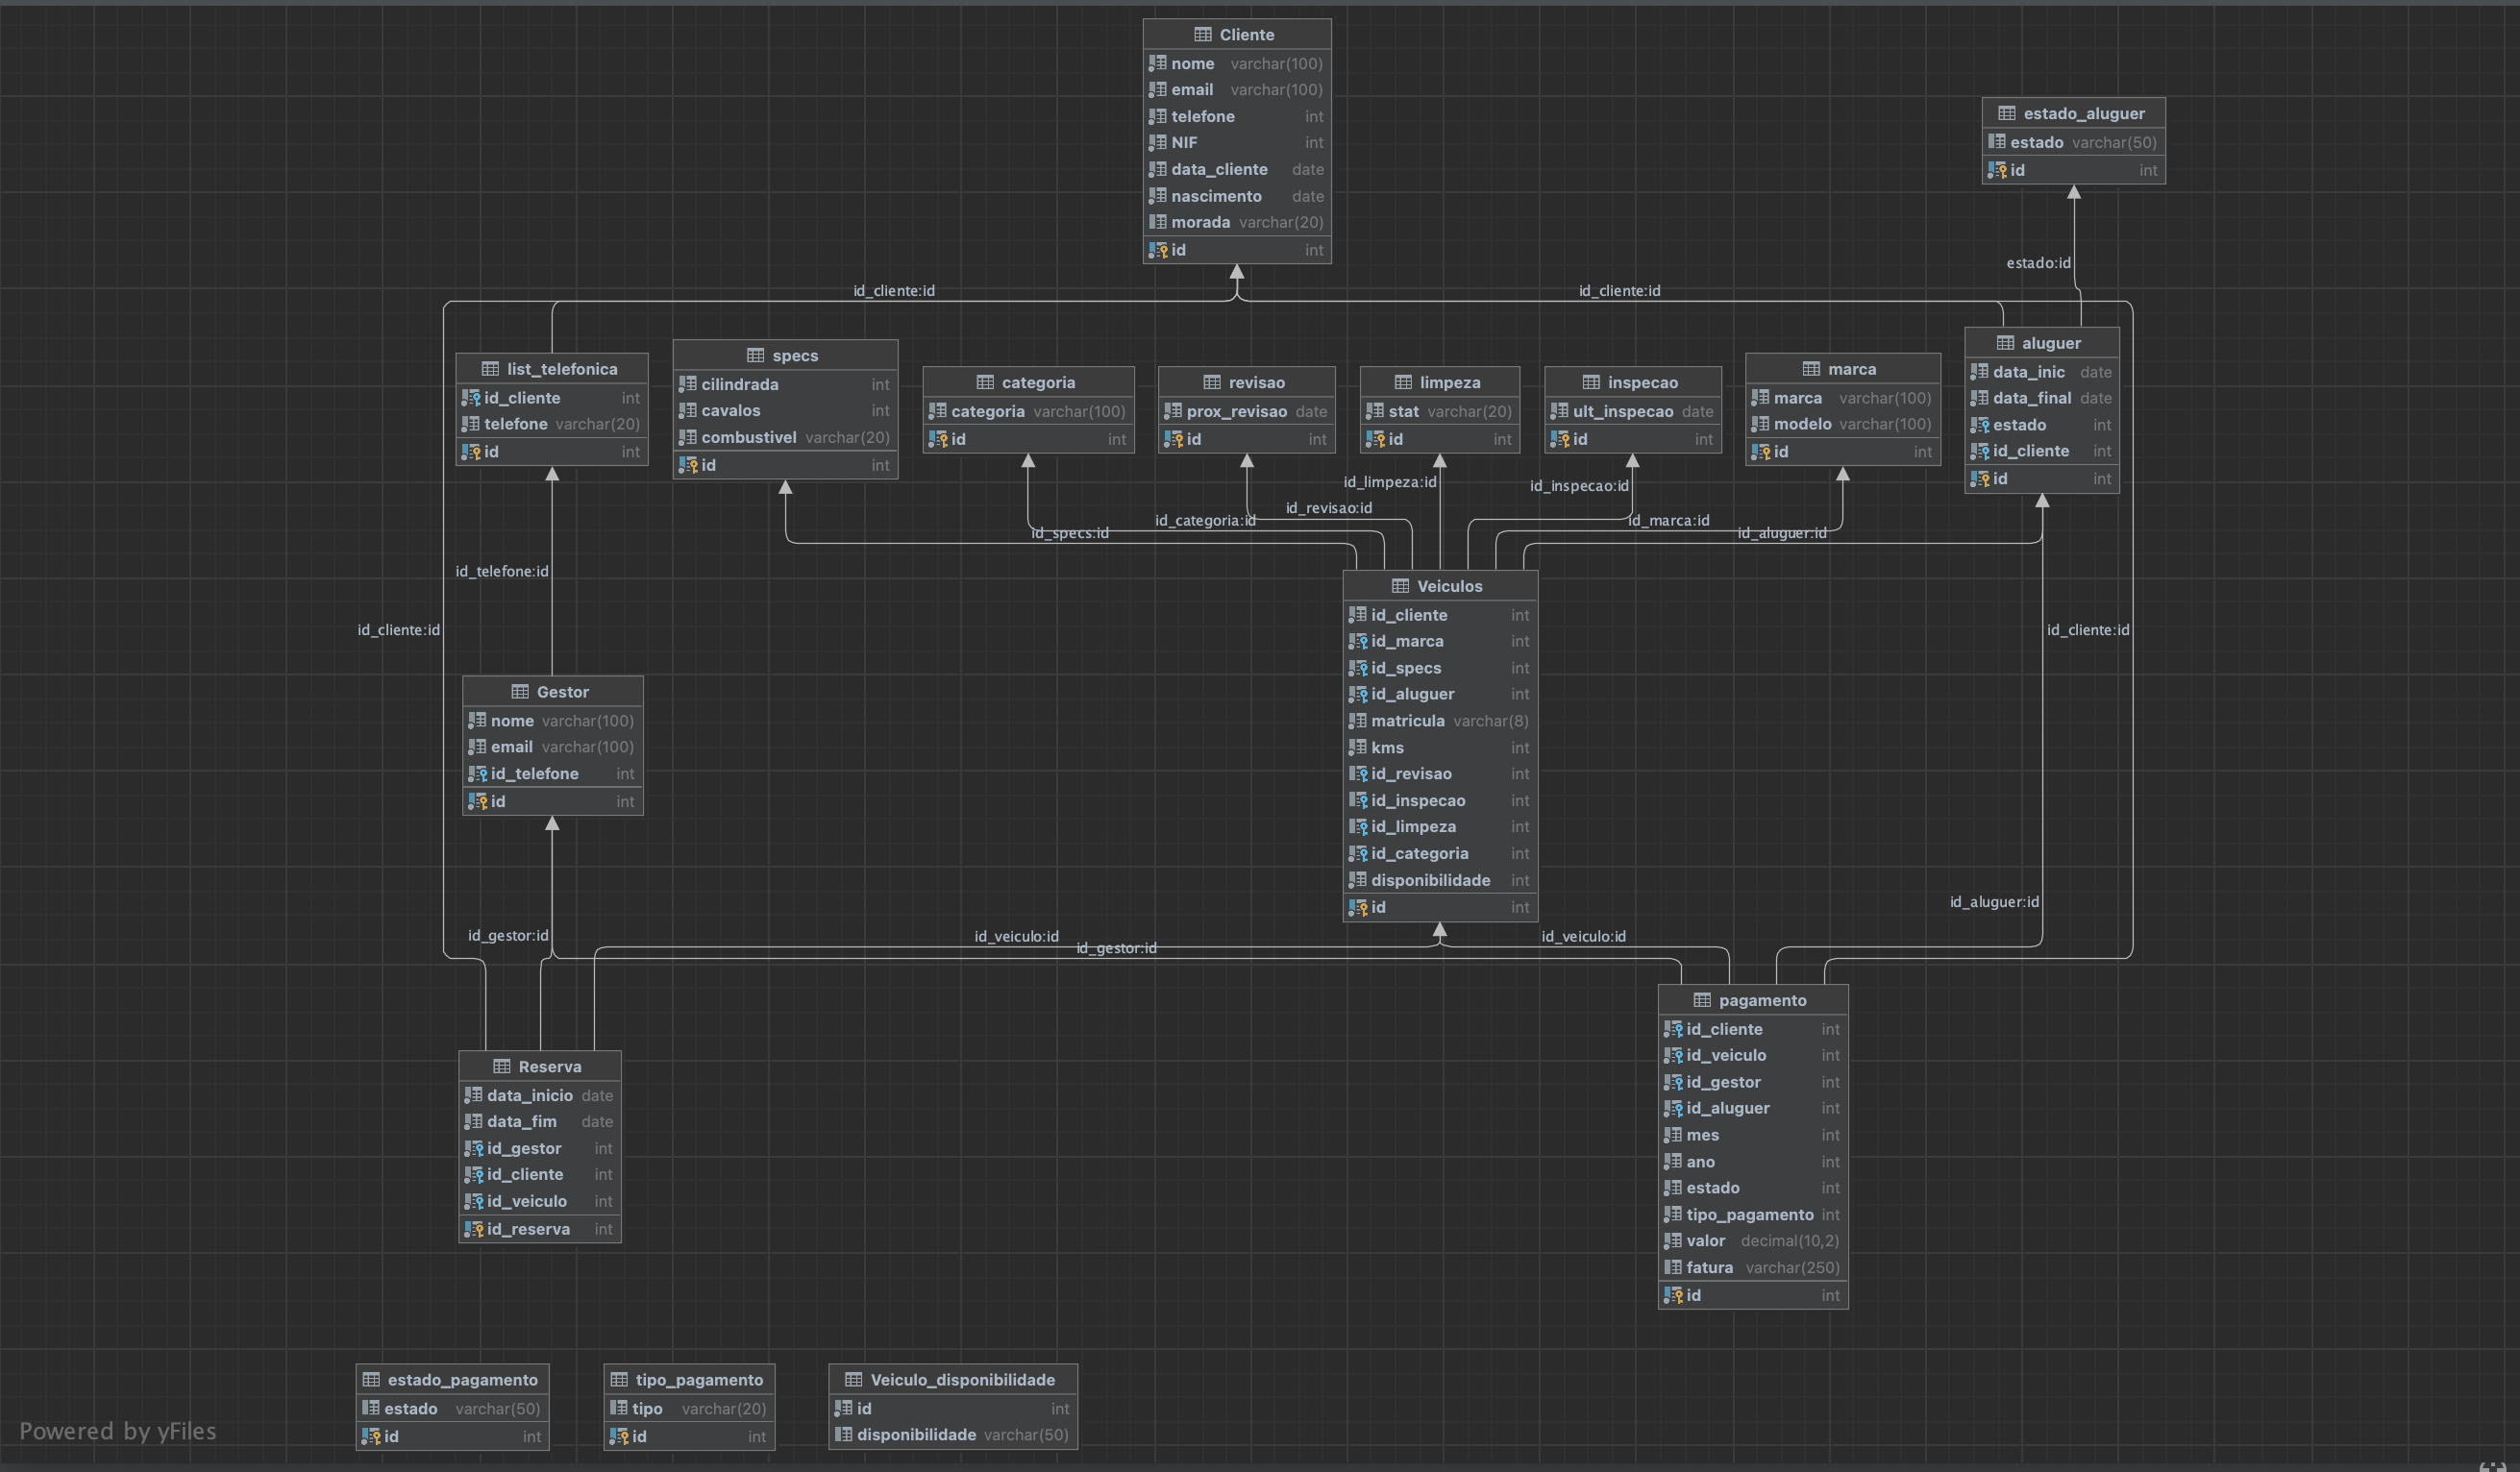 Cliente
nome varchar(100)
email varchar(100)
telefone int
NIF int
data_cliente date
nascimento date
morada varchar(20)
id int
estado_aluguer
estado varchar(50)
id int
estado:id
id_cliente:id
id_cliente:id
list_telefonica
id_cliente int
telefone varchar(20)
id int
specs
cilindrada int
cavalos int
combustivel varchar(20)
id int
categoria
categoria varchar(100)
id int
revisao
prox_revisao date
id int
limpeza
stat varchar(20)
id int
inspecao
ult_inspecao date
id int
marca
marca varchar(100)
modelo varchar(100)
id int
aluguer
data_inic date
data_final date
estado int
id_cliente int
id int
id_limpeza:id
id_inspecao:id
id_revisao:id
id_categoria:id
id_marca:id
id_specs:id
id_aluguer:id
id_telefone:id
id_cliente:id
id_cliente:id
Veiculos
id_cliente int
id_marca int
id_specs int
id_aluguer int
matricula varchar(8)
kms int
id_revisao int
id_inspecao int
id_limpeza int
id_categoria int
disponibilidade int
id int
Gestor
nome varchar(100)
email varchar(100)
id_telefone int
id int
id_aluguer:id
id_gestor:id
id_veiculo:id
id_veiculo:id
id_gestor:id
Reserva
data_inicio date
data_fim date
id_gestor int
id_cliente int
id_veiculo int
id_reserva int
pagamento
id_cliente int
id_veiculo int
id_gestor int
id_aluguer int
mes int
ano int
estado int
tipo_pagamento int
valor decimal(10,2)
fatura varchar(250)
id int
estado_pagamento
estado varchar(50)
id int
tipo_pagamento
tipo varchar(20)
id int
Veiculo_disponibilidade
id int
disponibilidade varchar(50)
Powered by yFiles